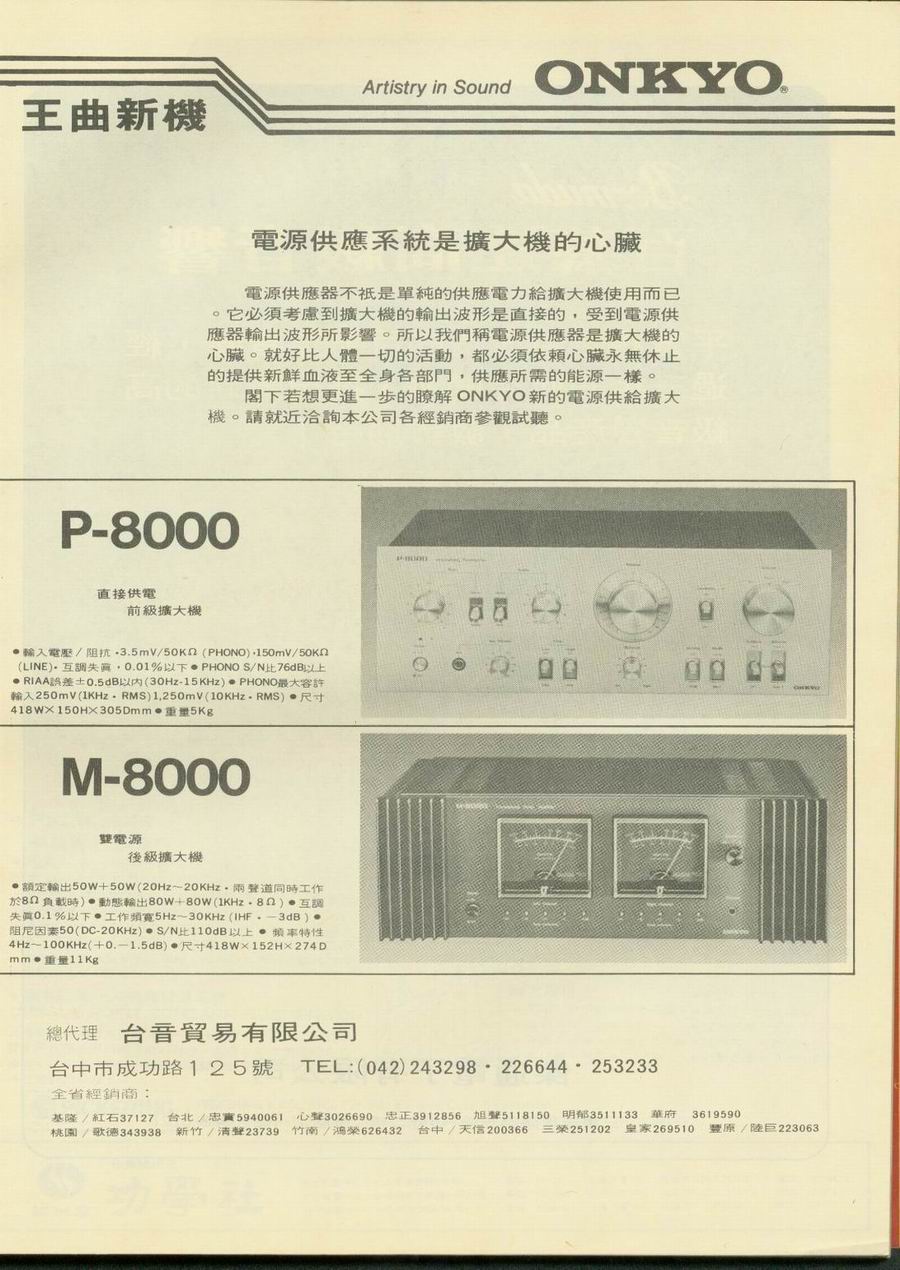 Artistry in Sound ONKYO®
王曲新機
電源供應系統是擴大機的心臟
電源供應器不祇是單純的供應電力給擴大機使用而已
。它必須考慮到擴大機的輸出波形是直接的，受到電源供
應器輸出波形所影響。所以我們稱電源供應器是擴大機的
心臟。就好比人體一切的活動，都必須依賴心臟永無休止
的提供新鮮血液至全身各部門，供應所需的能源一樣。
閣下若想更進一步的瞭解ONKYO新的電源供給擴大
機。請就近洽詢本公司各經銷商參觀試聽。
P-8000
直接供電
前級擴大機
●輸入電壓／阻抗・3.5mV/50KΩ (PHONO)・150mV/50KΩ
(LINE)・互調失眞・0.01％以下●PHONO S/N比76dB以上
●RIAA誤差±0.5dB以內(30Hz-15KHz)●PHONO最大容許
輸入250mV(1KHz・RMS)1,250mV(10KHz・RMS)●尺寸
418W×150H×305Dmm●重量5Kg
P-8000
ONKYO
M-8000
雙電源
後級擴大機
●額定輸出50W＋50W(20Hz～20KHz・兩聲道同時工作
於8Ω負載時)●動態輸出80W＋80W(1KHz・8Ω)●互調
失眞0.1％以下●工作頻寬5Hz～30KHz(IHF・－3dB)●
阻尼因素50(DC-20KHz)●S/N比110dB以上●頻率特性
4Hz～100KHz(＋0.－1.5dB)●尺寸418W×152H×274D
mm●重量11Kg
M-8000
ONKYO
總代理 台音貿易有限公司
台中市成功路125號 TEL:(042)243298・226644・253233
全省經銷商：
基隆／紅石37127 台北／忠實5940061 心聲3026690 忠正3912856 旭聲5118150 明郁3511133 華府 3619590
桃園／歌德343938 新竹／清聲23739 竹南／鴻榮626432 台中／天信200366 三榮251202 皇家269510 豐原／陸巨223063